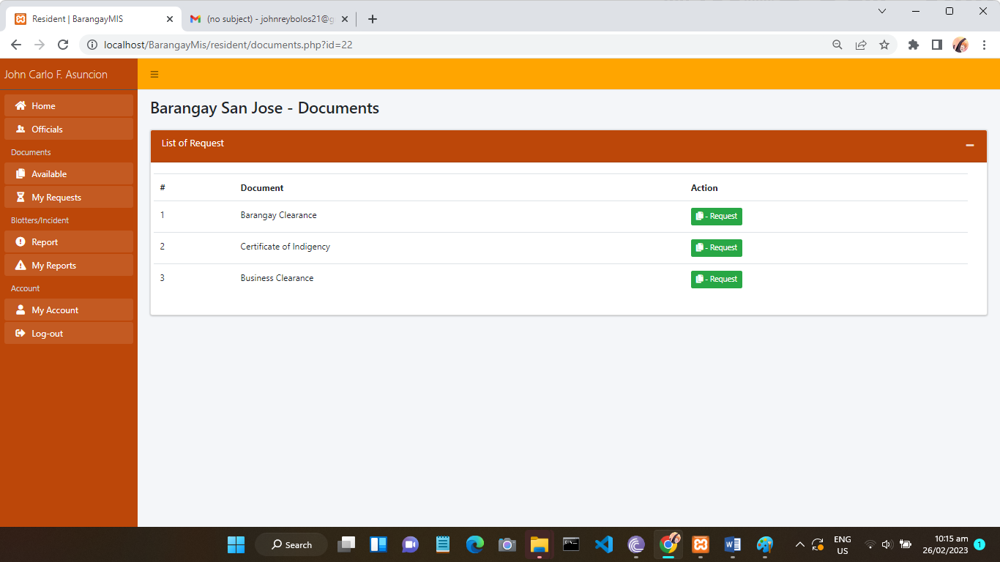 Resident | BarangayMIS
(no subject) - johnreybolos21@g
localhost/BarangayMis/resident/documents.php?id=22
John Carlo F. Asuncion
Home
Officials
Documents
Available
My Requests
Blotters/Incident
Report
My Reports
Account
My Account
Log-out
Barangay San Jose - Documents
List of Request
# Document Action
1 Barangay Clearance - Request
2 Certificate of Indigency - Request
3 Business Clearance - Request
Search
ENG
US
10:15 am
26/02/2023
1